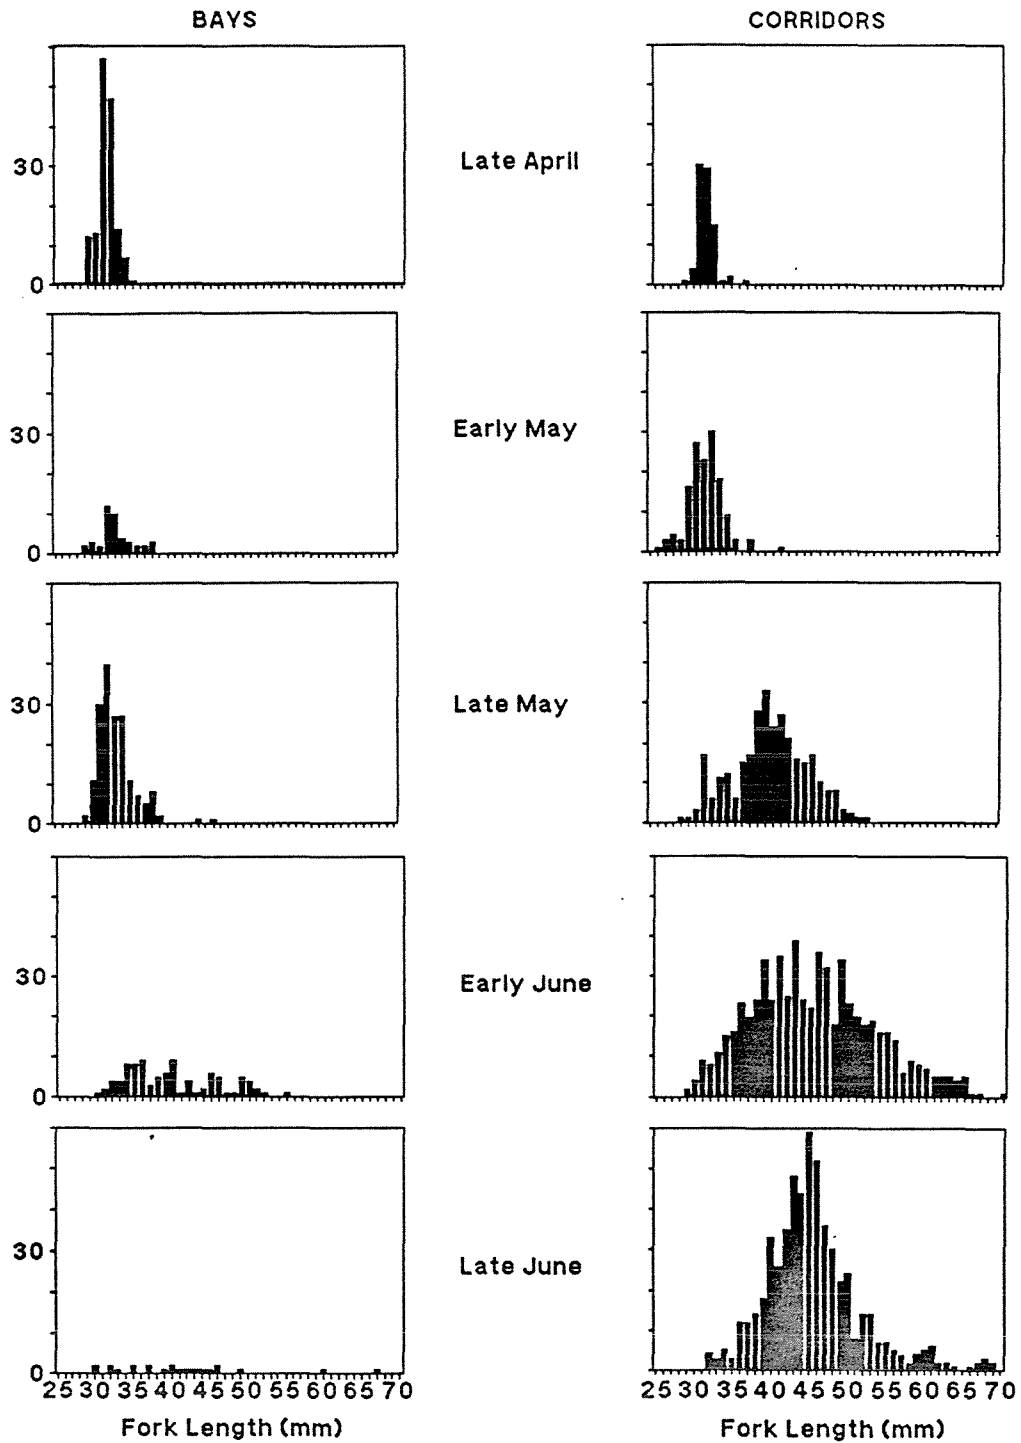 BAYS CORRIDORS
30
Late April
0
30
Early May
0
30
Late May
0
30
Early June
0
30
Late June
0
25 30 35 40 45 50 55 60 65 70 25 30 35 40 45 50 55 60 65 70
Fork Length (mm) Fork Length (mm)